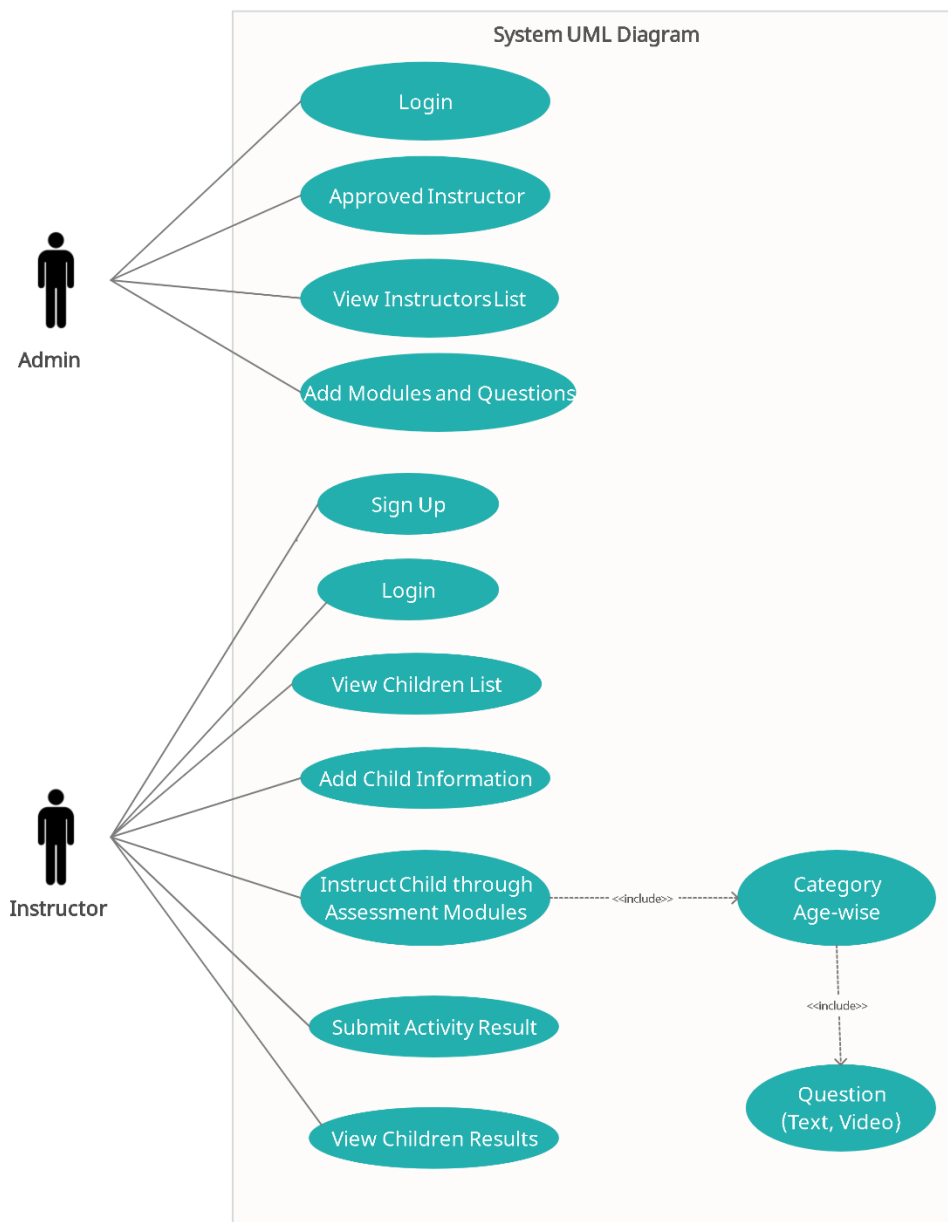 System UML Diagram
Login
Approved Instructor
View Instructors List
Admin
Add Modules and Questions
Sign Up
Login
View Children List
Add Child Information
Instructor
Instruct Child through
Assessment Modules
<<include>>
Category
Age-wise
<<include>>
Submit Activity Result
Question
(Text, Video)
View Children Results